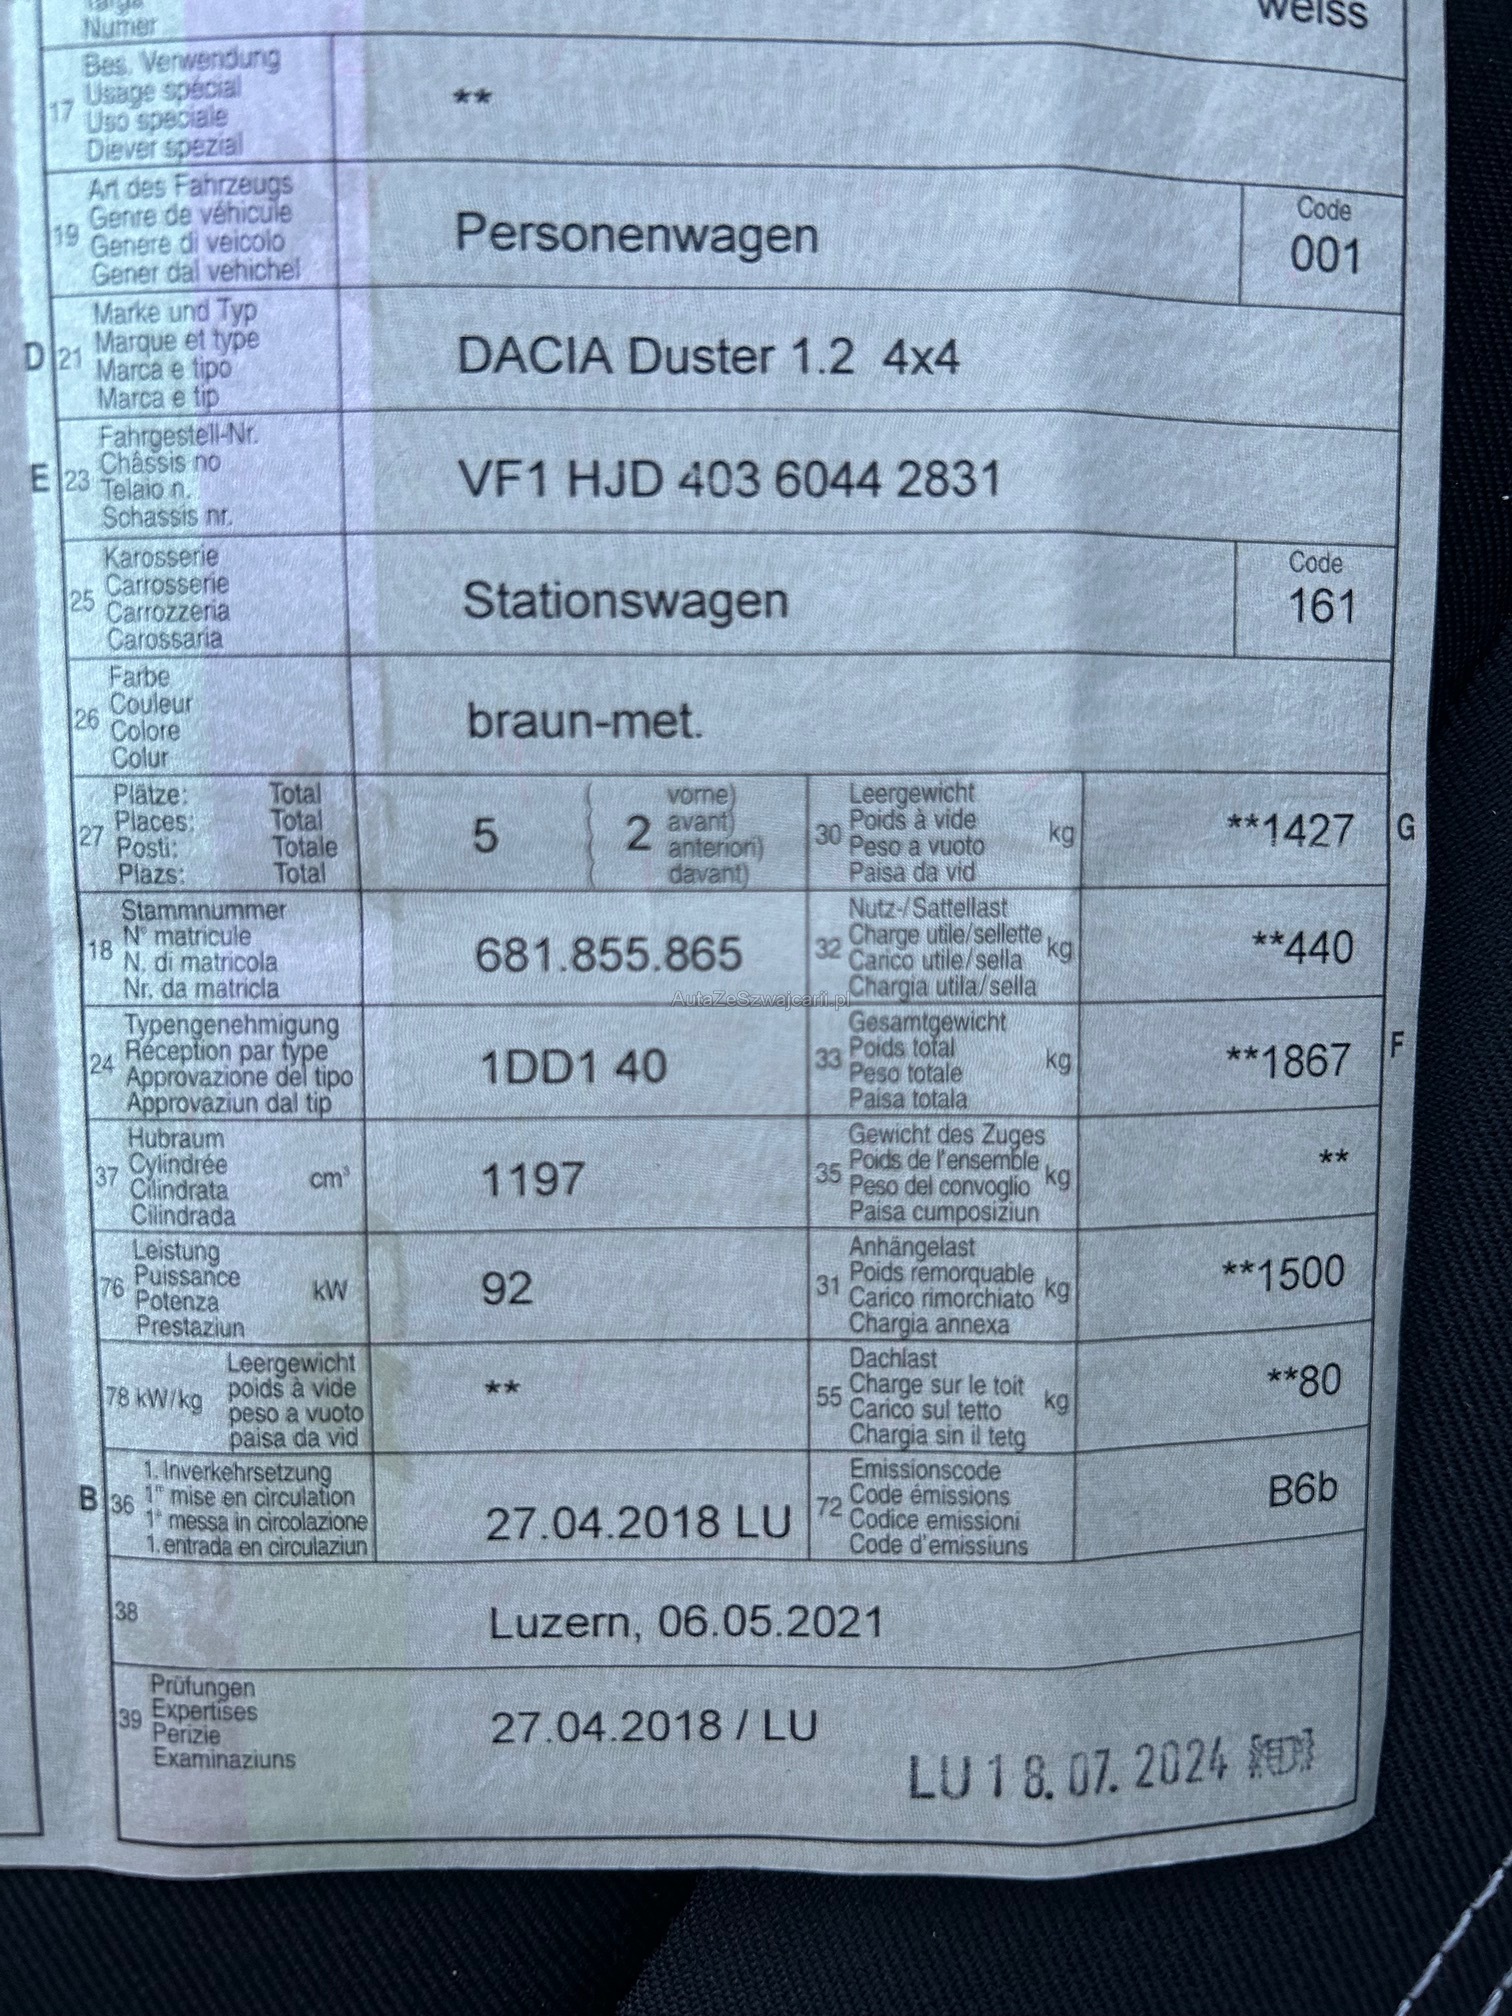 Targa
Numer
weiss
17
Bes. Verwendung
Usage spécial
Uso speciale
Diever spezial
**
19
Art des Fahrzeugs
Genre de véhicule
Genere di veicolo
Gener dal vehichel
Personenwagen
Code
001
D 21
Marke und Typ
Marque et type
Marca e tipo
Marca e tip
DACIA Duster 1.2 4x4
E 23
Fahrgestell-Nr.
Châssis no
Telaio n.
Schassis nr.
VF1 HJD 403 6044 2831
25
Karosserie
Carrosserie
Carrozzeria
Carossaria
Stationswagen
Code
161
26
Farbe
Couleur
Colore
Colur
braun-met.
27
Plätze: Total
Places: Total
Posti: Totale
Plazs: Total
5 ( 2
vorne)
avant)
anteriori)
davant)
30
Leergewicht
Poids à vide
Peso a vuoto
Paisa da vid
kg
**1427 G
18
Stammnummer
N° matricule
N. di matricola
Nr. da matricla
681.855.865
32
Nutz-/Sattellast
Charge utile/sellette
Carico utile/sella
Chargia utila/sella
kg
**440
AutaZeSzwajcarii.pl
24
Typengenehmigung
Réception par type
Approvazione del tipo
Approvaziun dal tip
1DD1 40
33
Gesamtgewicht
Poids total
Peso totale
Paisa totala
kg
**1867 F
37
Hubraum
Cylindrée
Cilindrata
Cilindrada
cm³
1197
35
Gewicht des Zuges
Poids de l'ensemble
Peso del convoglio
Paisa cumposiziun
kg
**
76
Leistung
Puissance
Potenza
Prestaziun
kW
92
31
Anhängelast
Poids remorquable
Carico rimorchiato
Chargia annexa
kg
**1500
78 kW/kg
Leergewicht
poids à vide
peso a vuoto
paisa da vid
**
55
Dachlast
Charge sur le toit
Carico sul tetto
Chargia sin il tetg
kg
**80
B 36
1. Inverkehrsetzung
1re mise en circulation
1a messa in circolazione
1. entrada en circulaziun
27.04.2018 LU
72
Emissionscode
Code émissions
Codice emissioni
Code d'emissiuns
B6b
38
Luzern, 06.05.2021
39
Prüfungen
Expertises
Perizie
Examinaziuns
27.04.2018 / LU
LU 18.07.2024